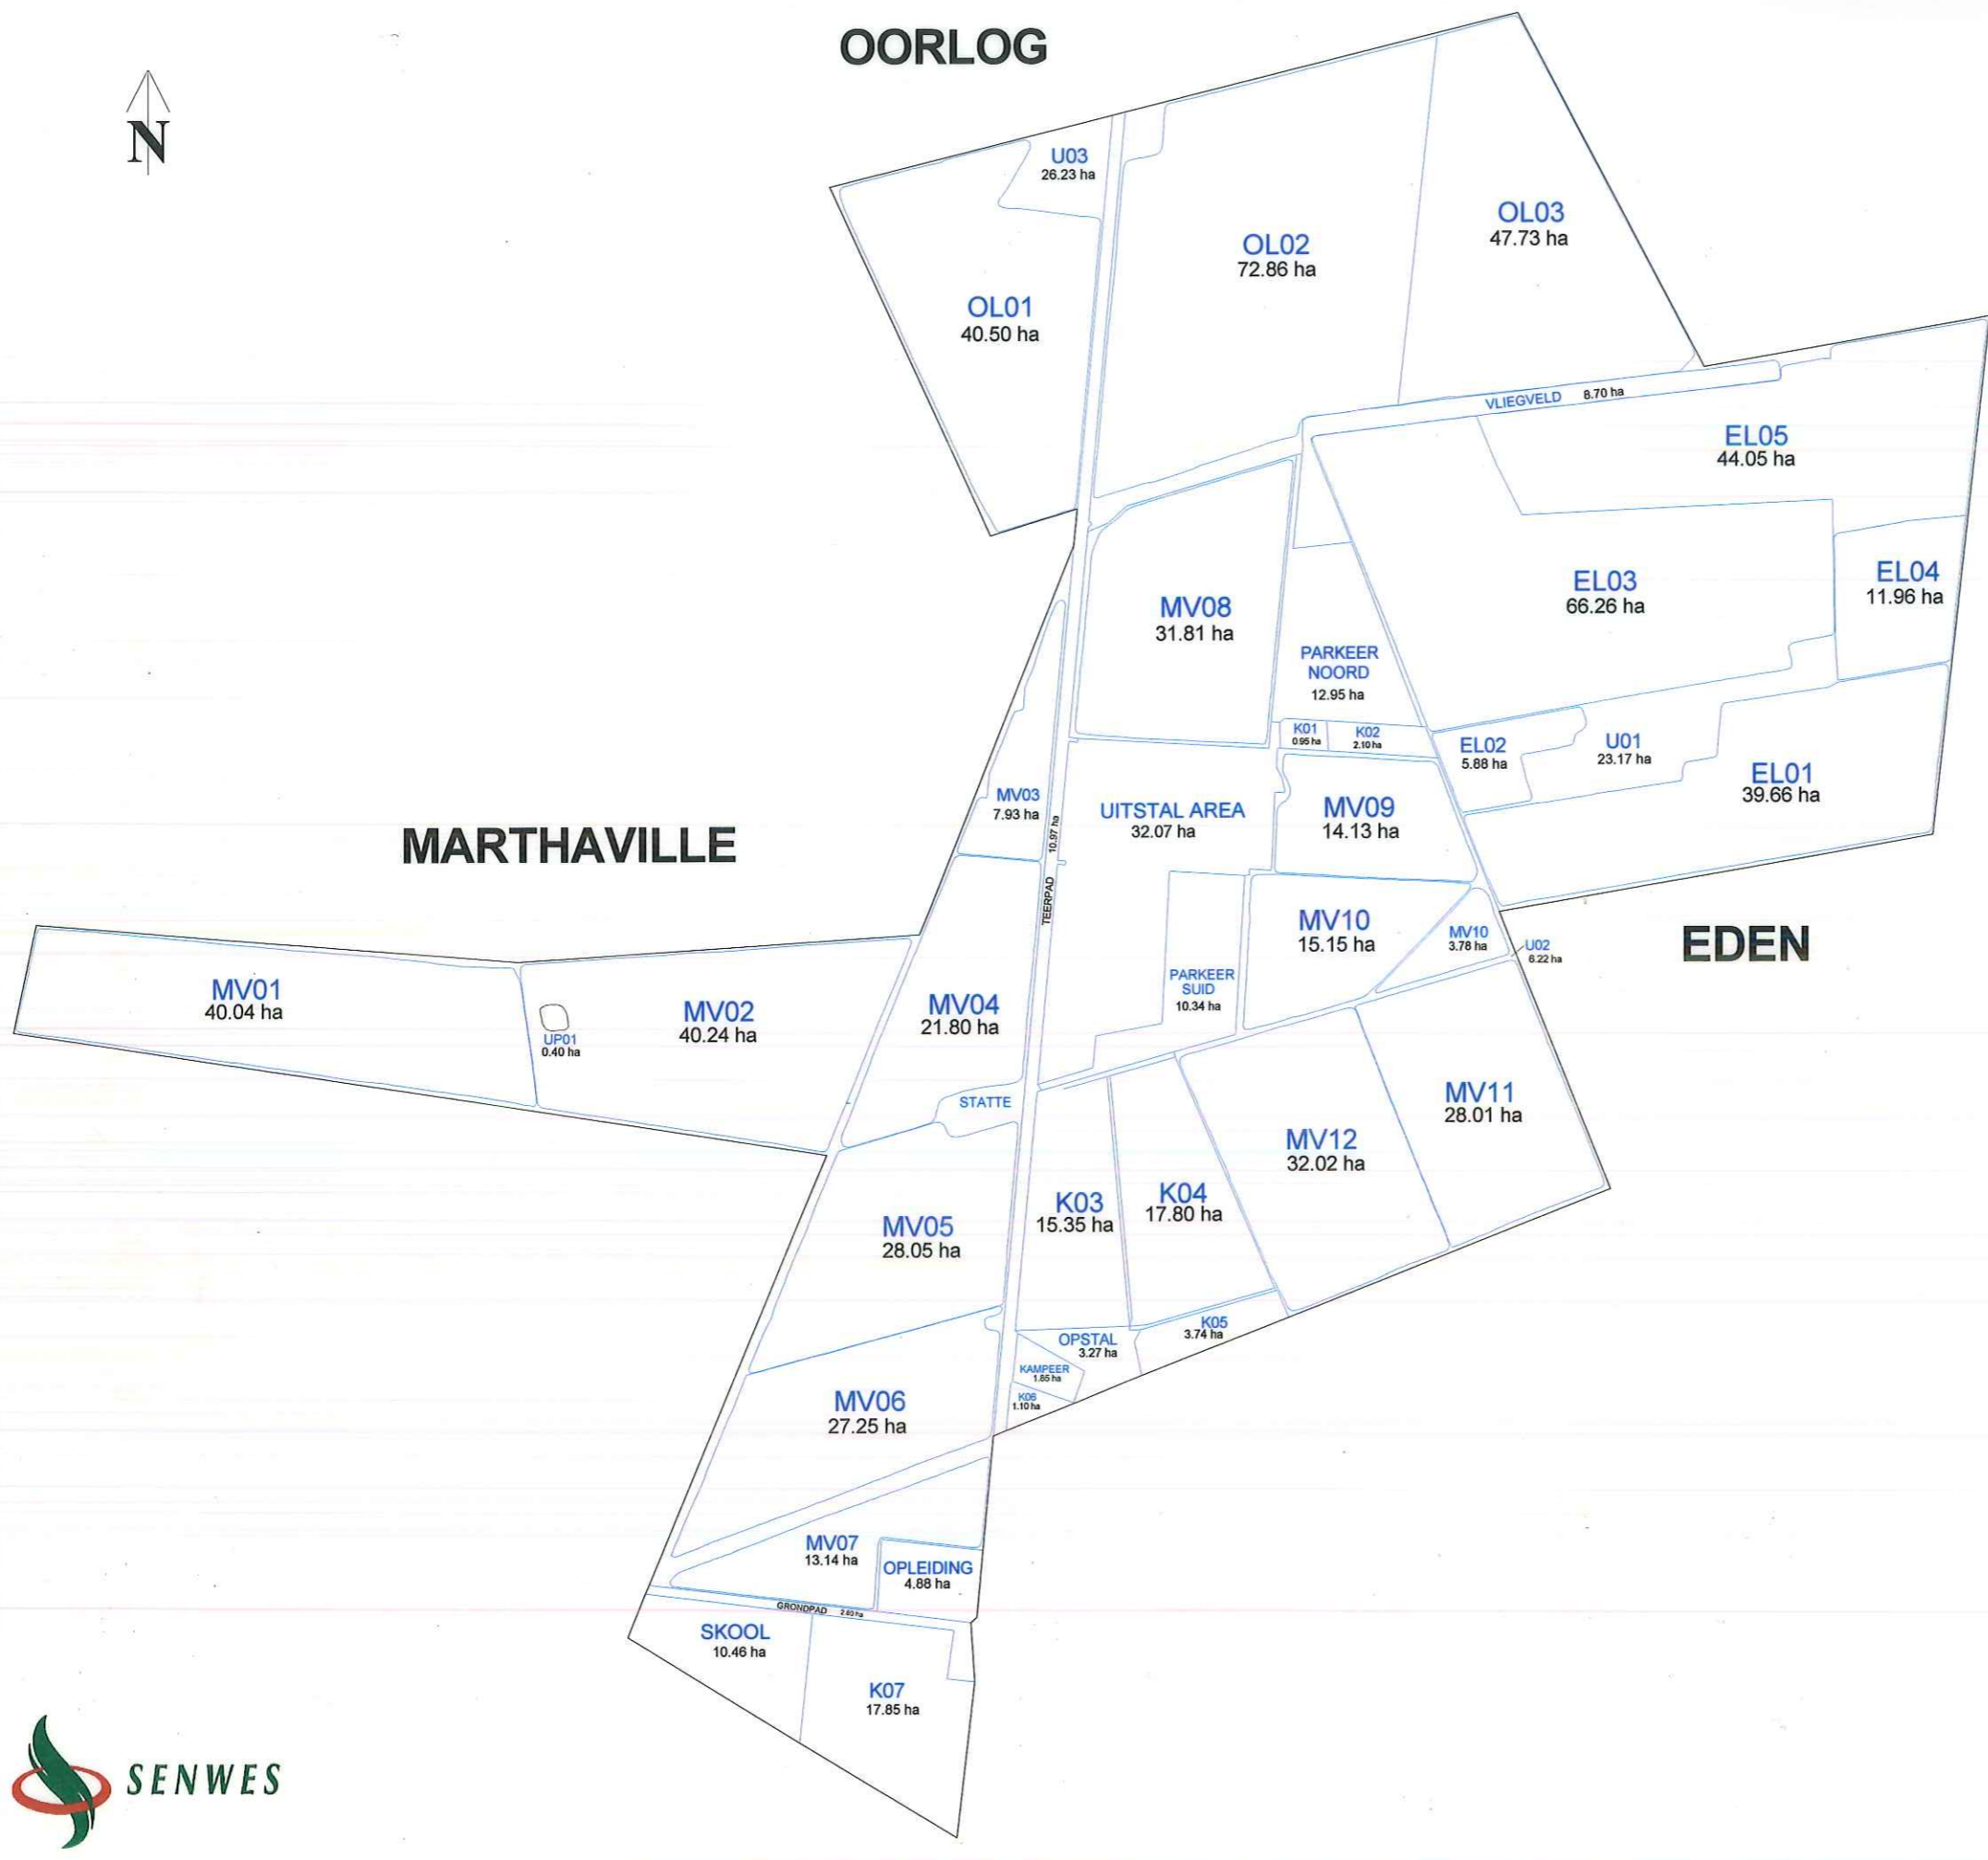 OORLOG
N
U03
26.23 ha
OL03
47.73 ha
OL02
72.86 ha
OL01
40.50 ha
VLIEGVELD 8.70 ha
EL05
44.05 ha
EL03
66.26 ha
EL04
11.96 ha
MV08
31.81 ha
PARKEER
NOORD
12.95 ha
K01
0.95 ha
K02
2.10 ha
EL02
5.88 ha
U01
23.17 ha
EL01
39.66 ha
MV03
7.93 ha
UITSTAL AREA
32.07 ha
MV09
14.13 ha
TEERPAD 10.97 ha
MARTHAVILLE
MV10
15.15 ha
MV10
3.78 ha
U02
6.22 ha
EDEN
PARKEER
SUID
10.34 ha
MV01
40.04 ha
UP01
0.40 ha
MV02
40.24 ha
MV04
21.80 ha
STATTE
MV11
28.01 ha
MV12
32.02 ha
K03
15.35 ha
K04
17.80 ha
MV05
28.05 ha
K05
3.74 ha
OPSTAL
3.27 ha
KAMPEER
1.85 ha
K06
1.10 ha
MV06
27.25 ha
MV07
13.14 ha
OPLEIDING
4.88 ha
GRONDPAD
SKOOL
10.46 ha
K07
17.85 ha
SENWES